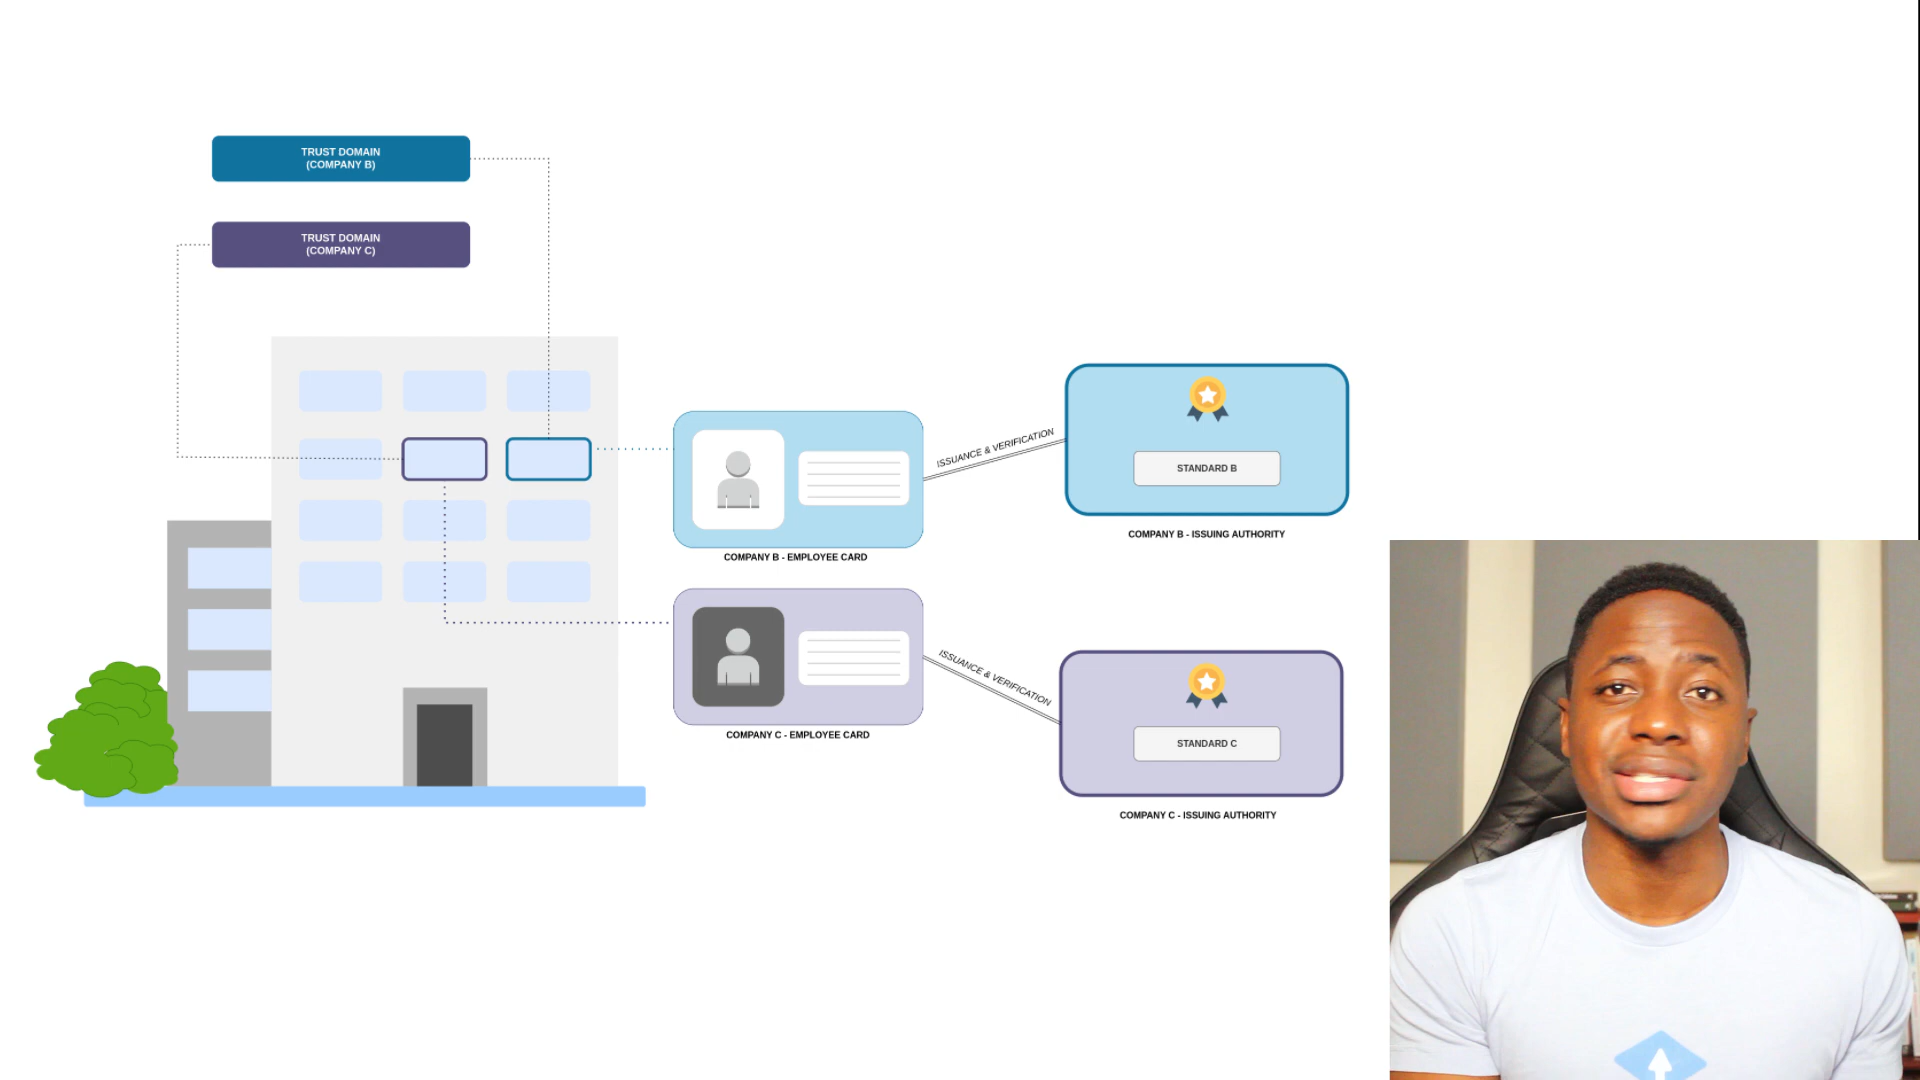 TRUST DOMAIN
(COMPANY B)
TRUST DOMAIN
(COMPANY C)
ISSUANCE & VERIFICATION
STANDARD B
COMPANY B - ISSUING AUTHORITY
COMPANY B - EMPLOYEE CARD
ISSUANCE & VERIFICATION
STANDARD C
COMPANY C - EMPLOYEE CARD
COMPANY C - ISSUING AUTHORITY